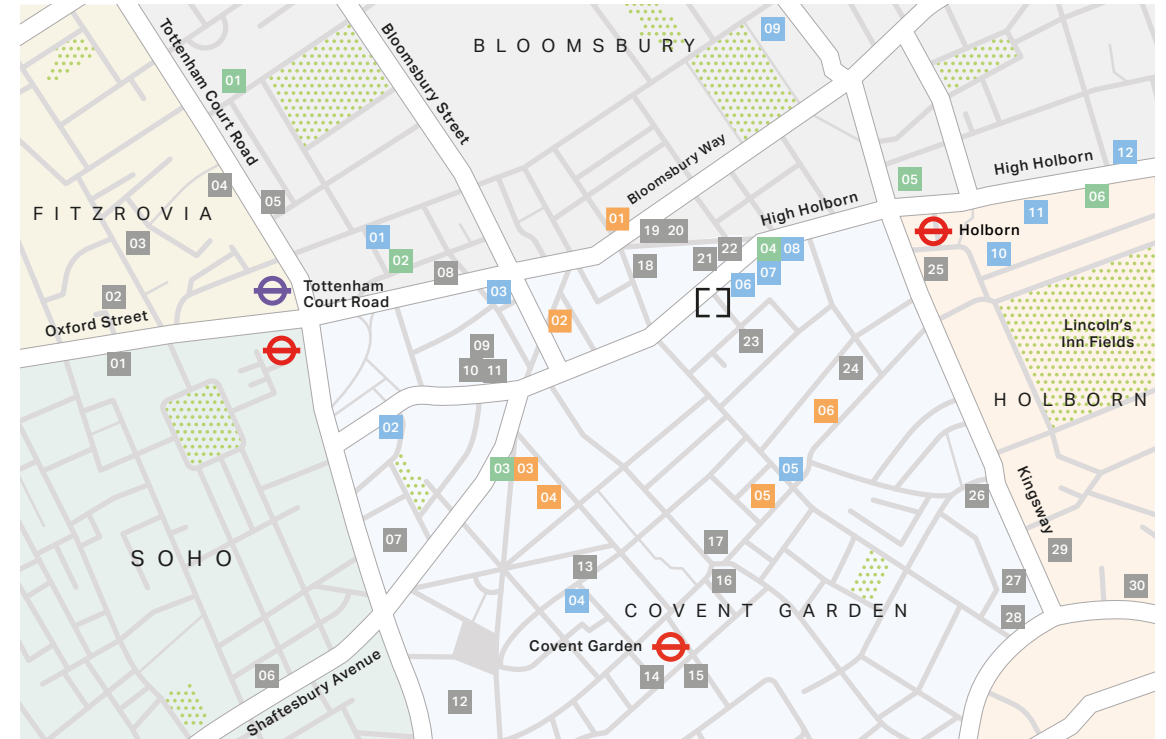 Tottenham Court Road
Bloomsbury Street
BLOOMSBURY
09
01
Bloomsbury Way
High Holborn
12
04
05
05
06
FITZROVIA
High Holborn
11
01
19 20
Holborn
03
01
02
08
18
21
22
04 08
07
06
10
25
02
Tottenham
Court Road
03
Oxford Street
02
Lincoln's
Inn Fields
01
09
10 11
23
24
HOLBORN
06
02
03 03
04
05
05
26
Kingsway
07
17
29
SOHO
13
16
27
30
04
COVENT GARDEN
28
Covent Garden
14
15
06
Shaftesbury Avenue
12